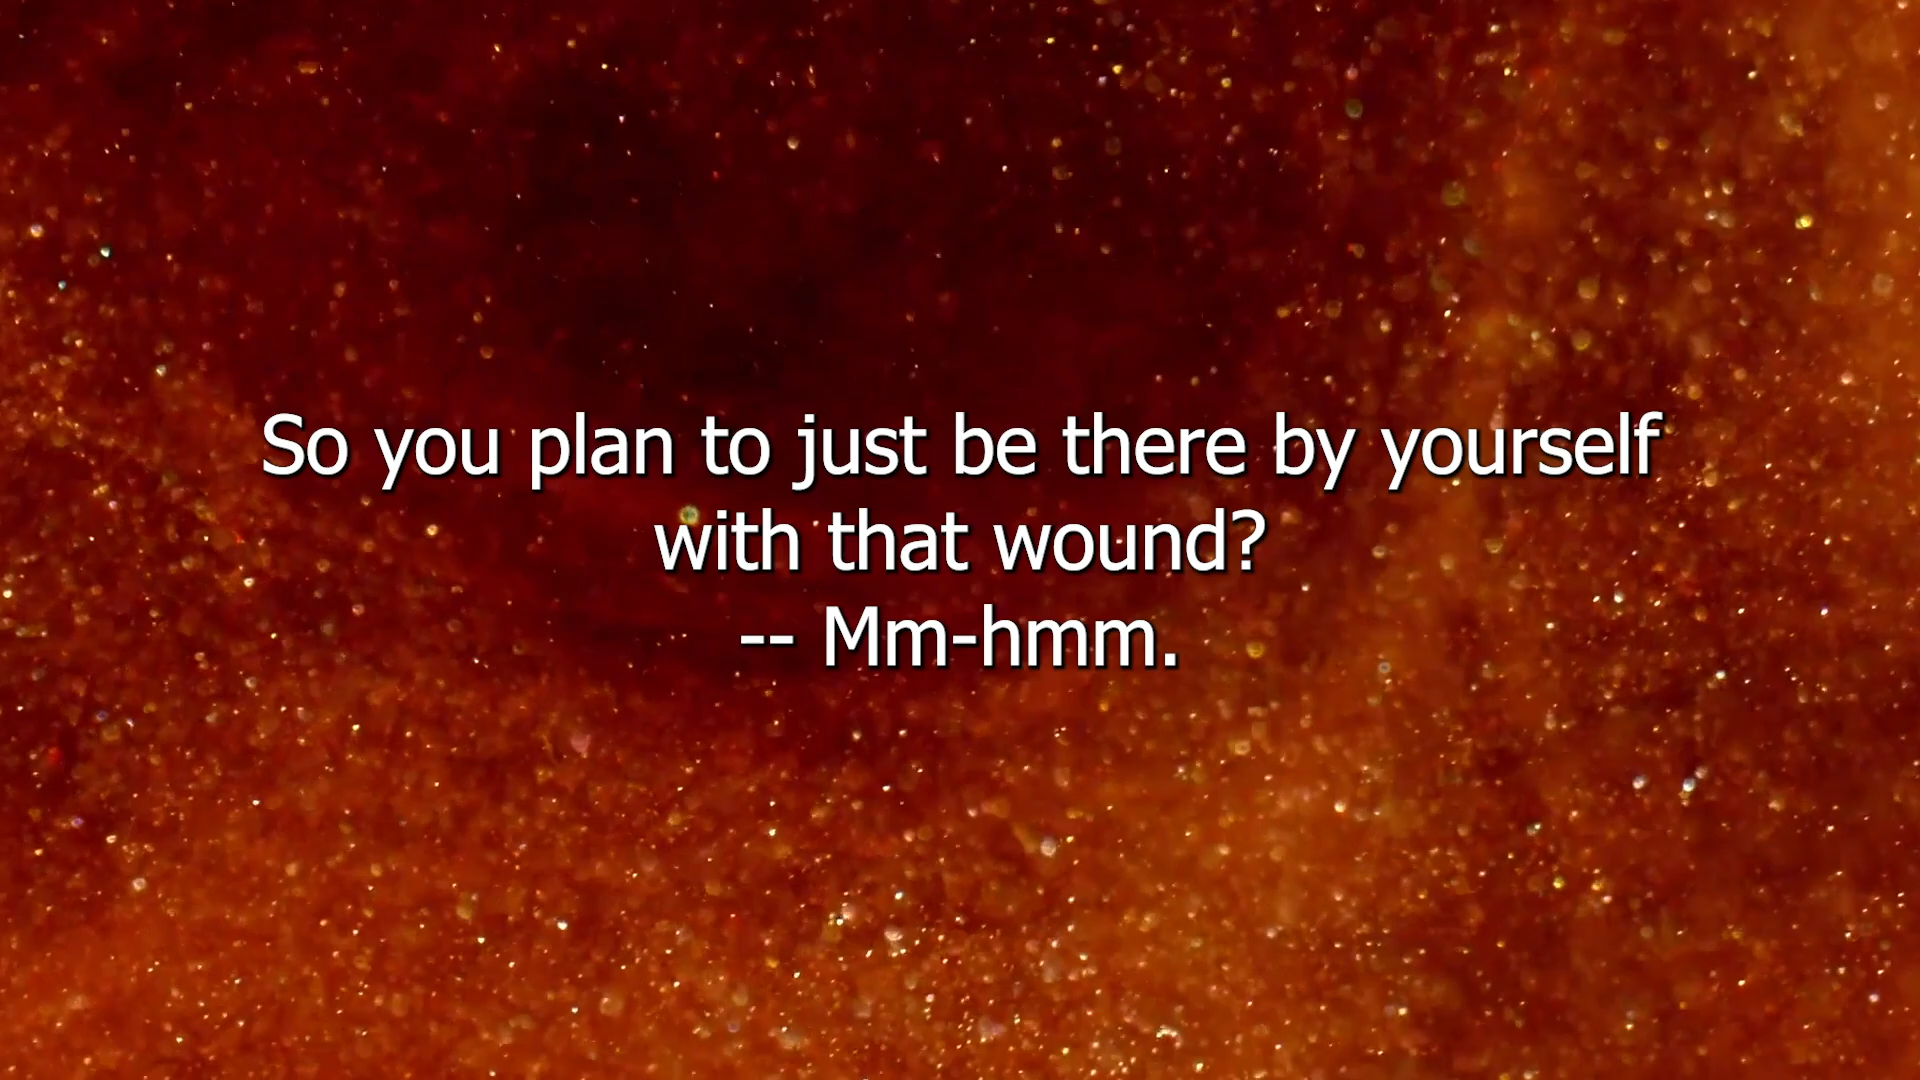 So you plan to just be there by yourself
with that wound?
-- Mm-hmm.